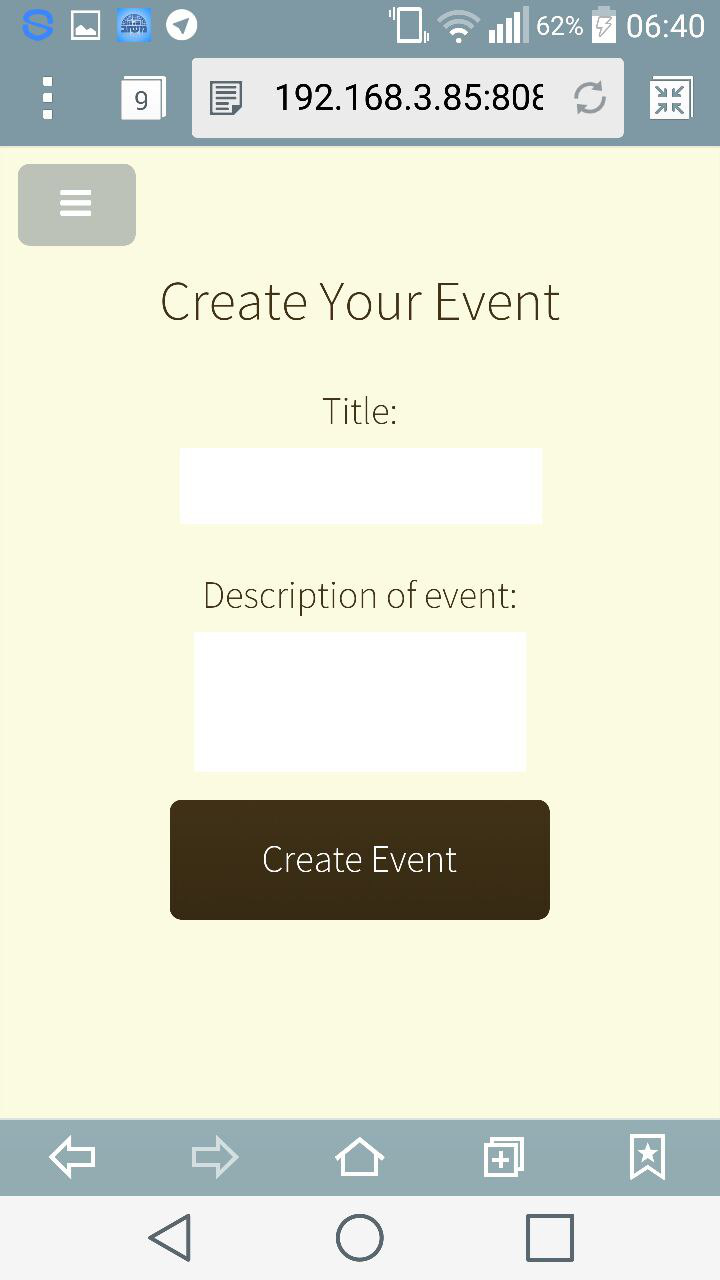 62% 06:40
9 192.168.3.85:808
Create Your Event
Title:
Description of event:
Create Event